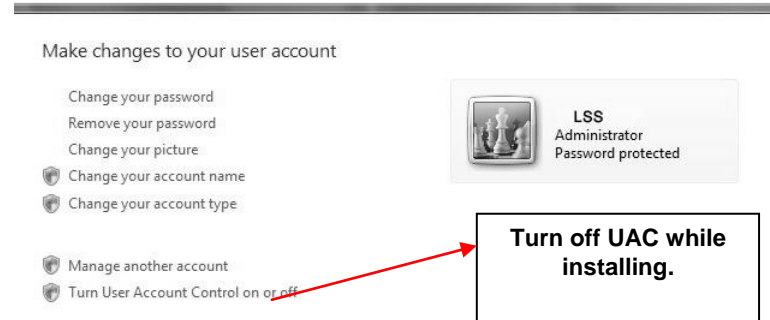 Make changes to your user account
Change your password
Remove your password
Change your picture
Change your account name
Change your account type
Manage another account
Turn User Account Control on or off
LSS
Administrator
Password protected
Turn off UAC while
installing.